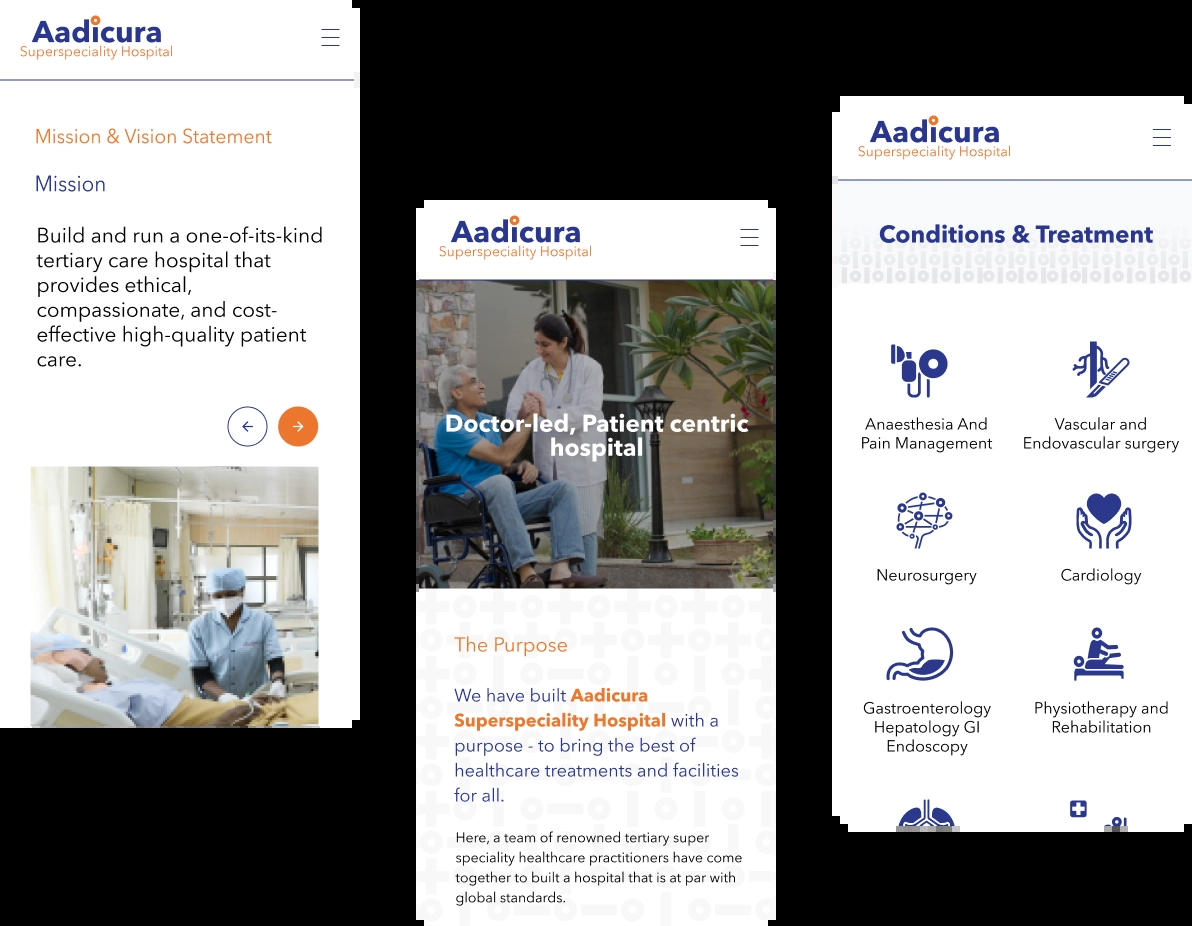 Aadicura
Superspeciality Hospital
Mission & Vision Statement
Mission
Build and run a one-of-its-kind
tertiary care hospital that
provides ethical,
compassionate, and cost-
effective high-quality patient
care.
Aadicura
Superspeciality Hospital
Doctor-led, Patient centric
hospital
The Purpose
We have built Aadicura
Superspeciality Hospital with a
purpose - to bring the best of
healthcare treatments and facilities
for all.
Here, a team of renowned tertiary super
speciality healthcare practitioners have come
together to built a hospital that is at par with
global standards.
Aadicura
Superspeciality Hospital
Conditions & Treatment
Anaesthesia And
Pain Management
Vascular and
Endovascular surgery
Neurosurgery
Cardiology
Gastroenterology
Hepatology GI
Endoscopy
Physiotherapy and
Rehabilitation